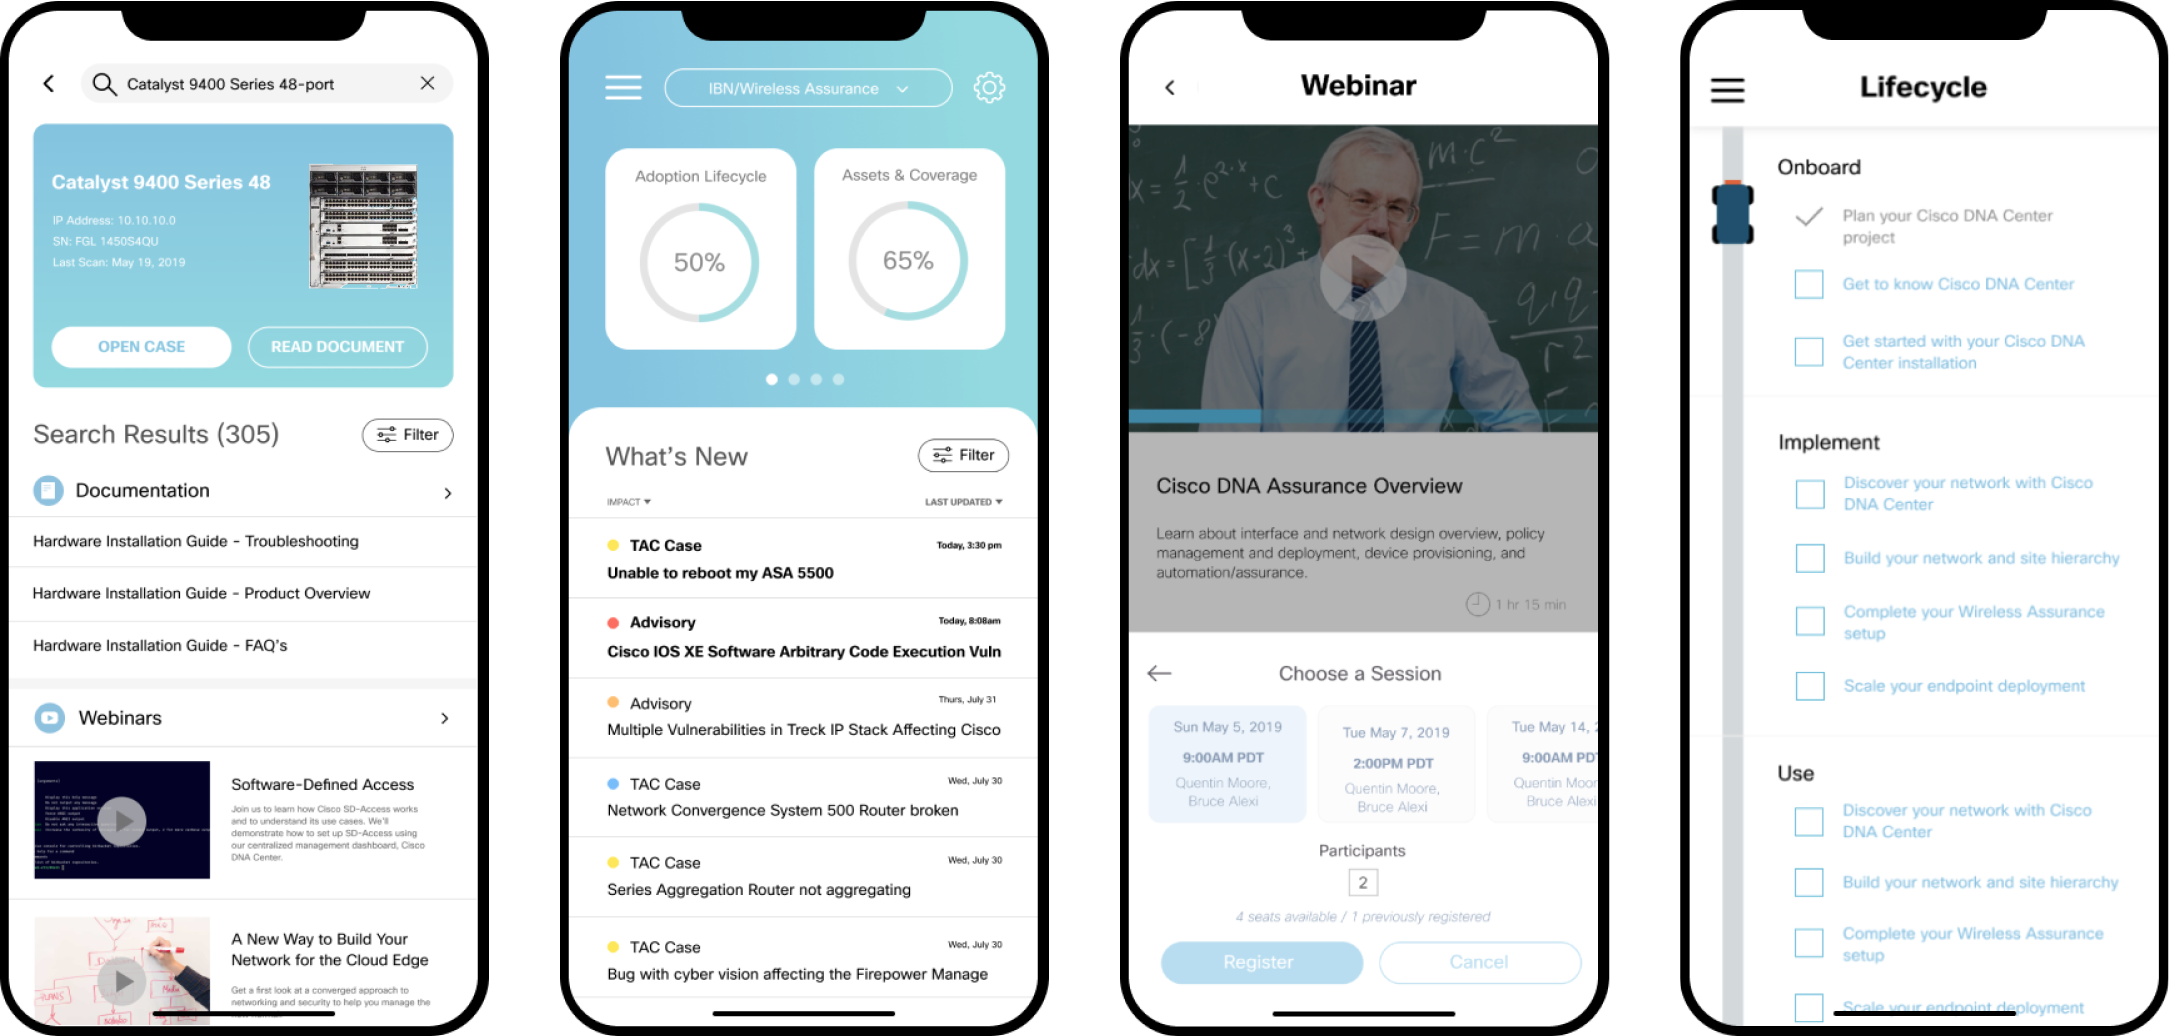 Catalyst 9400 Series 48-port
Catalyst 9400 Series 48
IP Address: 10.10.10.0
SN: FGL 1450S4QU
Last Scan: May 19, 2019
OPEN CASE
READ DOCUMENT
Search Results (305)
Filter
Documentation
Hardware Installation Guide - Troubleshooting
Hardware Installation Guide - Product Overview
Hardware Installation Guide - FAQ's
Webinars
Software-Defined Access
Join us to learn how Cisco SD-Access works
and to understand its use cases. We'll
demonstrate how to set up SD-Access using
our centralized management dashboard, Cisco
DNA Center.
A New Way to Build Your
Network for the Cloud Edge
Get a first look at a converged approach to
networking and security to help you manage the
IBN/Wireless Assurance
Adoption Lifecycle
50%
Assets & Coverage
65%
What's New
Filter
IMPACT
LAST UPDATED
TAC Case
Today, 3:30 pm
Unable to reboot my ASA 5500
Advisory
Today, 8:08am
Cisco IOS XE Software Arbitrary Code Execution Vuln
Advisory
Thurs, July 31
Multiple Vulnerabilities in Treck IP Stack Affecting Cisco
TAC Case
Wed, July 30
Network Convergence System 500 Router broken
TAC Case
Wed, July 30
Series Aggregation Router not aggregating
TAC Case
Wed, July 30
Bug with cyber vision affecting the Firepower Manage
Webinar
Cisco DNA Assurance Overview
Learn about interface and network design overview, policy
management and deployment, device provisioning, and
automation/assurance.
1 hr 15 min
Choose a Session
Sun May 5, 2019
9:00AM PDT
Quentin Moore,
Bruce Alexi
Tue May 7, 2019
2:00PM PDT
Quentin Moore,
Bruce Alexi
Tue May 14,
9:00AM
Quentin
Bruce
Participants
2
4 seats available / 1 previously registered
Register
Cancel
Lifecycle
Onboard
Plan your Cisco DNA Center
project
Get to know Cisco DNA Center
Get started with your Cisco DNA
Center installation
Implement
Discover your network with Cisco
DNA Center
Build your network and site hierarchy
Complete your Wireless Assurance
setup
Scale your endpoint deployment
Use
Discover your network with Cisco
DNA Center
Build your network and site hierarchy
Complete your Wireless Assurance
setup
Scale your endpoint deployment